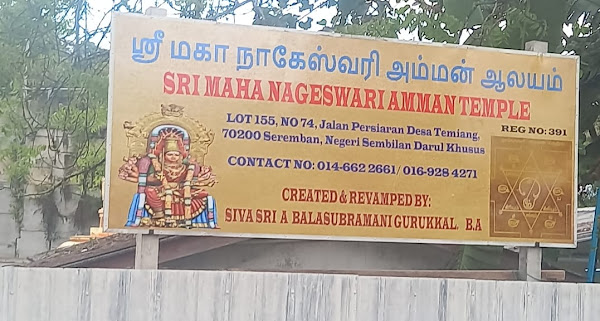 ஸ்ரீ மகா நாகேஸ்வரி அம்மன் ஆலயம்
SRI MAHA NAGESWARI AMMAN TEMPLE
LOT 155, NO 74, Jalan Persiaran Desa Temiang,
70200 Seremban, Negeri Sembilan Darul Khusus
CONTACT NO: 014-662 2661/ 016-928 4271
REG NO: 391
CREATED & REVAMPED BY:
SIVA SRI A BALASUBRAMANI GURUKKAL. B.A